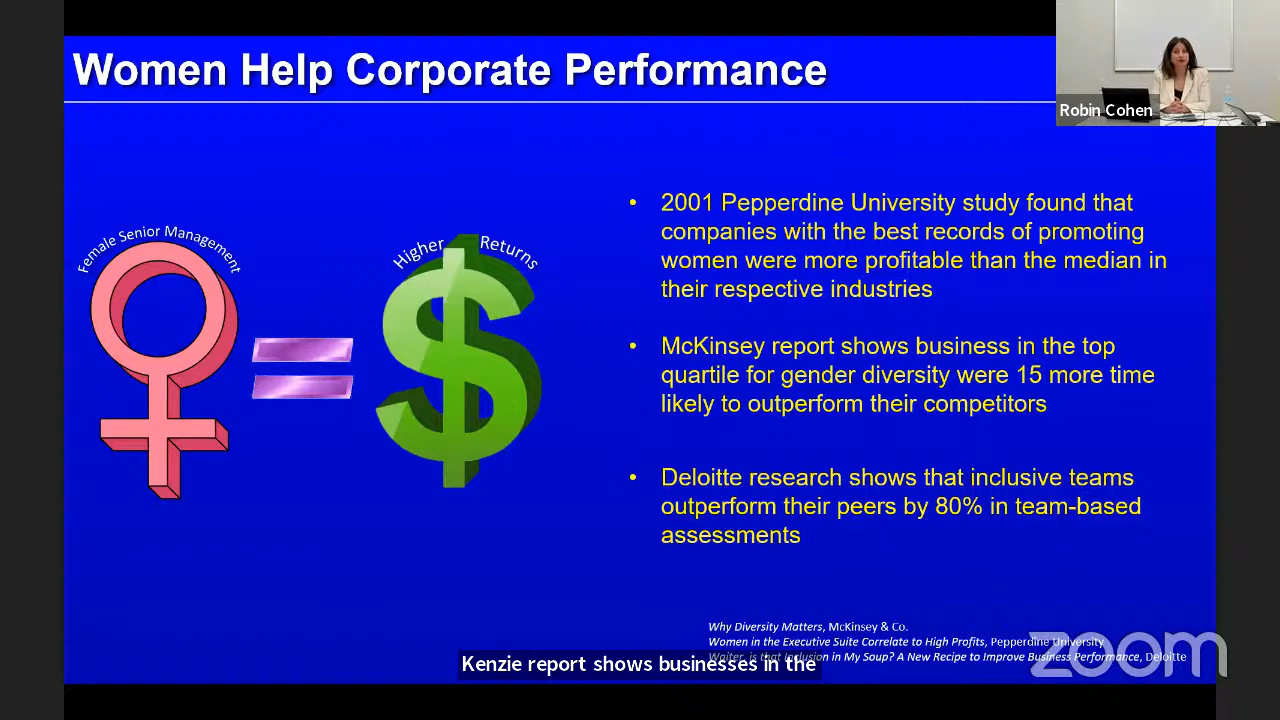 Women Help Corporate Performance
Robin Cohen
Female Senior Management
Higher Returns
• 2001 Pepperdine University study found that
companies with the best records of promoting
women were more profitable than the median in
their respective industries
• McKinsey report shows business in the top
quartile for gender diversity were 15 more time
likely to outperform their competitors
• Deloitte research shows that inclusive teams
outperform their peers by 80% in team-based
assessments
Why Diversity Matters, McKinsey & Co.
Women in the Executive Suite Correlate to High Profits, Pepperdine University
Waiter, is that Inclusion in My Soup? A New Recipe to Improve Business Performance, Deloitte
Kenzie report shows businesses in the
zoom